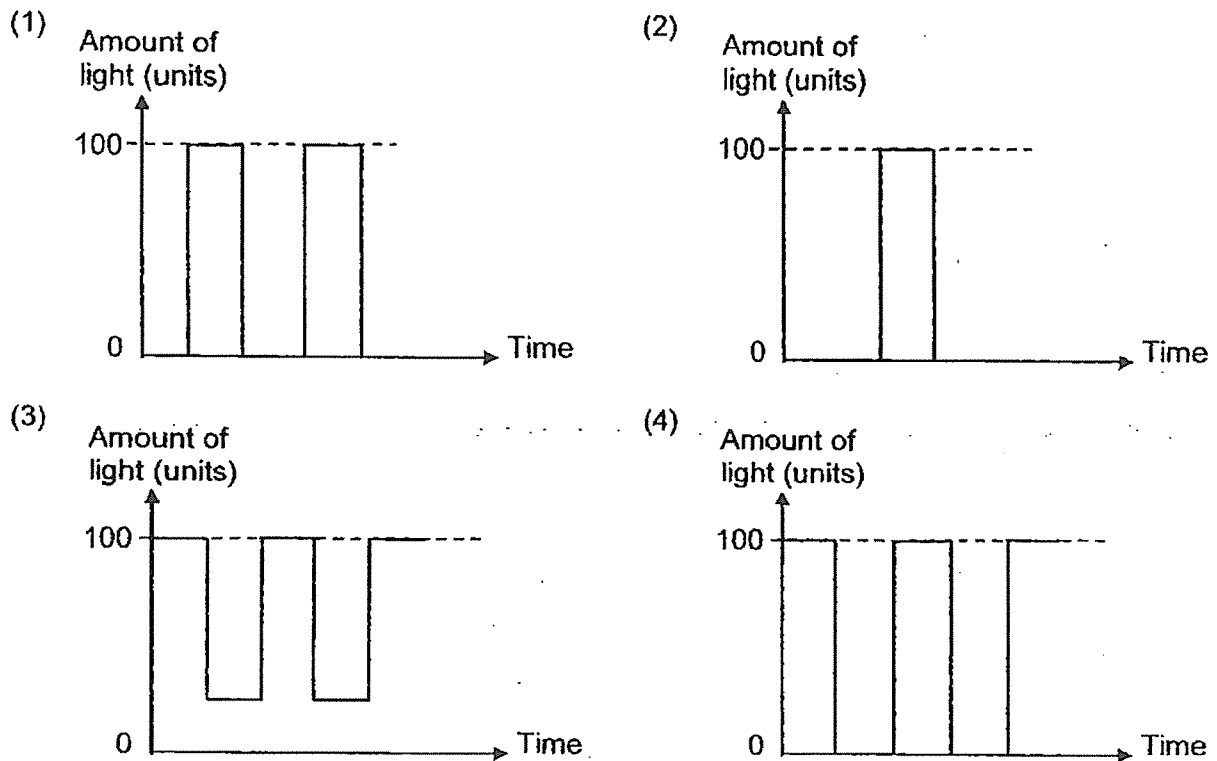 (1)
Amount of
light (units)
100
0
Time
(2)
Amount of
light (units)
100
0
Time
(3)
Amount of
light (units)
100
0
Time
(4)
Amount of
light (units)
100
0
Time